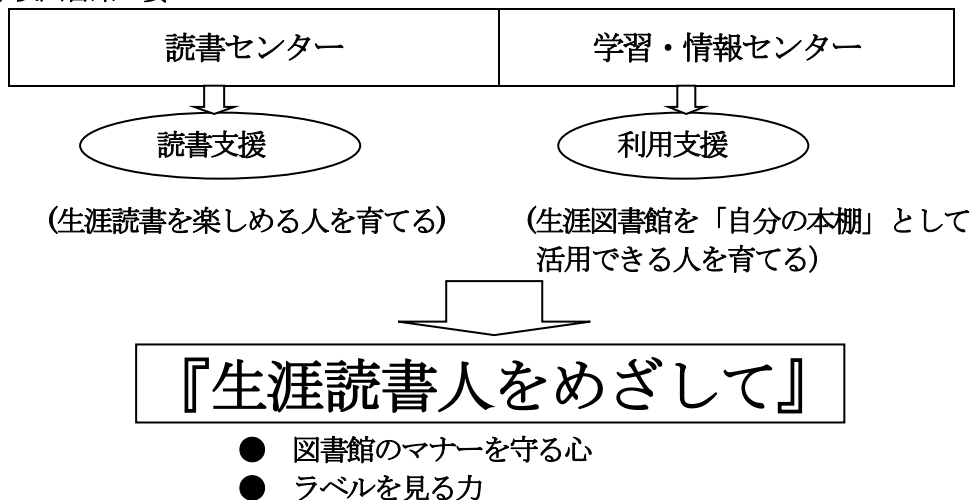 読書センター
学習・情報センター
読書支援
利用支援
(生涯読書を楽しめる人を育てる)
(生涯図書館を「自分の本棚」として
活用できる人を育てる)
『生涯読書人をめざして』
● 図書館のマナーを守る心
● ラベルを見る力